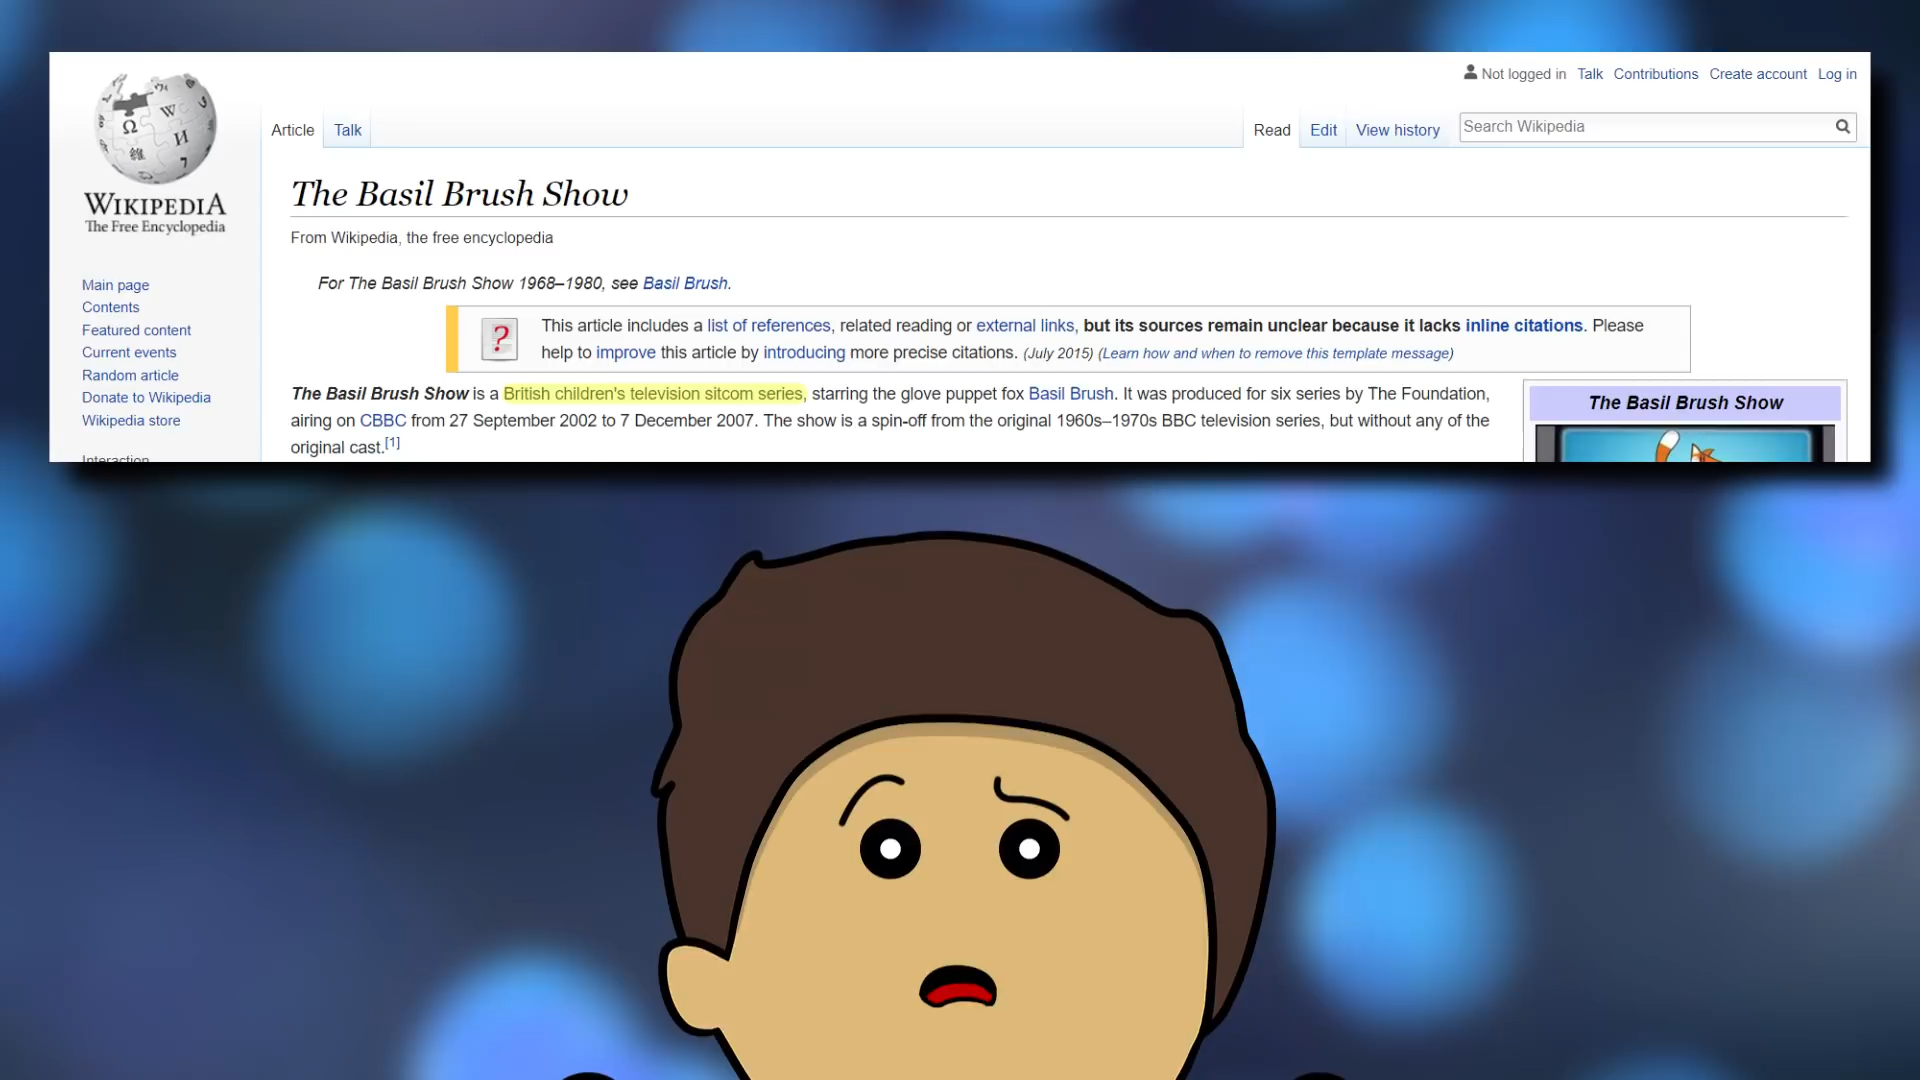 Not logged in Talk Contributions Create account Log in
Article Talk Read Edit View history Search Wikipedia
WIKIPEDIA
The Free Encyclopedia
The Basil Brush Show
From Wikipedia, the free encyclopedia
For The Basil Brush Show 1968–1980, see Basil Brush.
This article includes a list of references, related reading or external links, but its sources remain unclear because it lacks inline citations. Please
help to improve this article by introducing more precise citations. (July 2015) (Learn how and when to remove this template message)
The Basil Brush Show is a British children's television sitcom series, starring the glove puppet fox Basil Brush. It was produced for six series by The Foundation,
airing on CBBC from 27 September 2002 to 7 December 2007. The show is a spin-off from the original 1960s–1970s BBC television series, but without any of the
original cast.[1]
The Basil Brush Show
Main page
Contents
Featured content
Current events
Random article
Donate to Wikipedia
Wikipedia store
Interaction